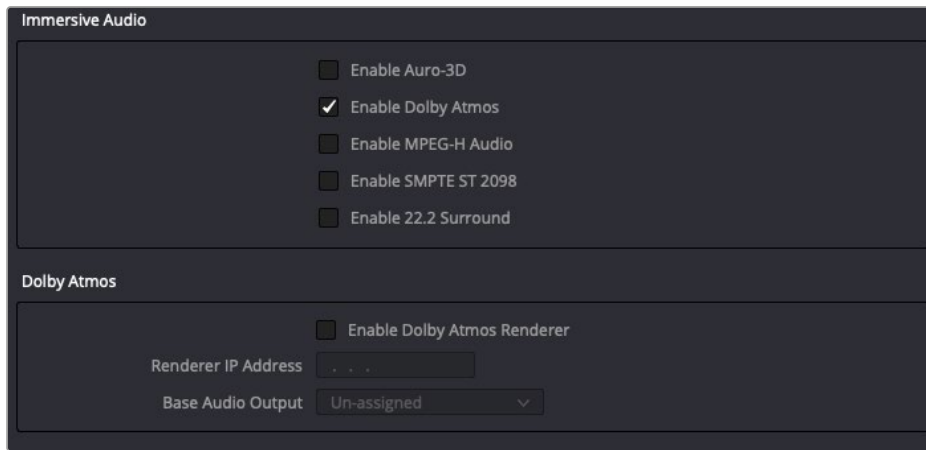 Immersive Audio
Enable Auro-3D
Enable Dolby Atmos
Enable MPEG-H Audio
Enable SMPTE ST 2098
Enable 22.2 Surround
Dolby Atmos
Enable Dolby Atmos Renderer
Renderer IP Address . . .
Base Audio Output Un-assigned